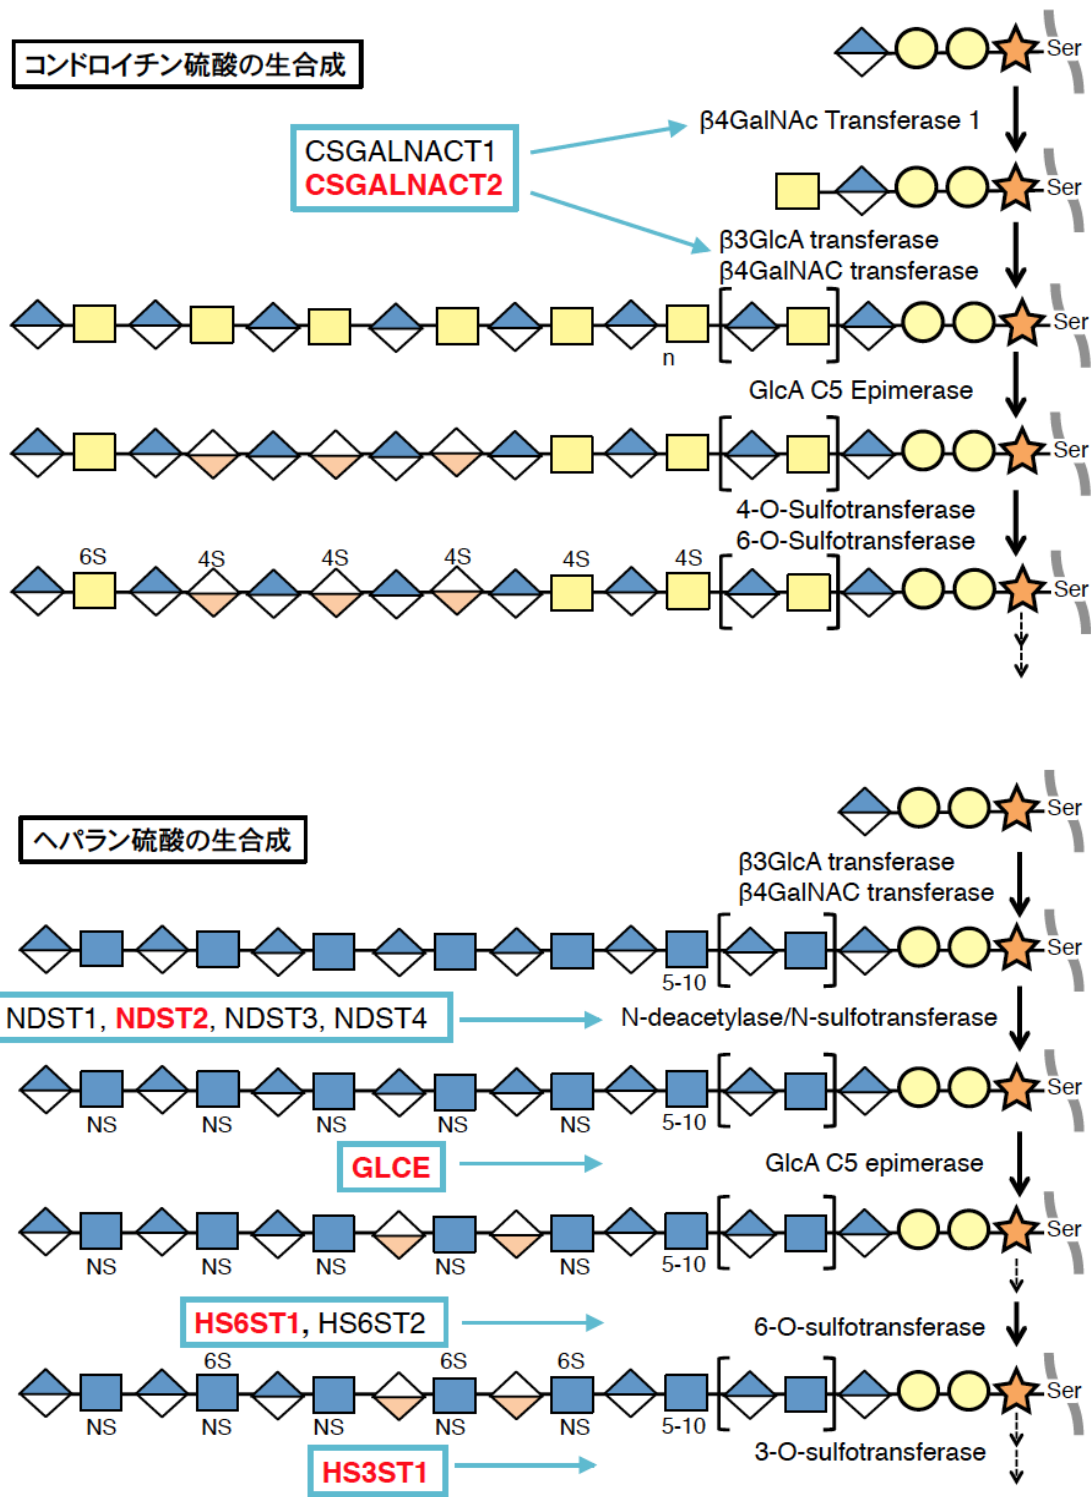 コンドロイチン硫酸の生合成
Ser
β4GalNAc Transferase 1
CSGALNACT1
CSGALNACT2
Ser
β3GlcA transferase
β4GalNAC transferase
n
Ser
GlcA C5 Epimerase
Ser
4-O-Sulfotransferase
6-O-Sulfotransferase
6S 4S 4S 4S 4S 4S
Ser
ヘパラン硫酸の生合成
Ser
β3GlcA transferase
β4GalNAC transferase
Ser
5-10
NDST1, NDST2, NDST3, NDST4
N-deacetylase/N-sulfotransferase
Ser
NS NS NS NS NS 5-10
GLCE
GlcA C5 epimerase
Ser
NS NS NS NS NS 5-10
HS6ST1, HS6ST2
6-O-sulfotransferase
6S 6S 6S
Ser
NS NS NS NS NS 5-10
3-O-sulfotransferase
HS3ST1